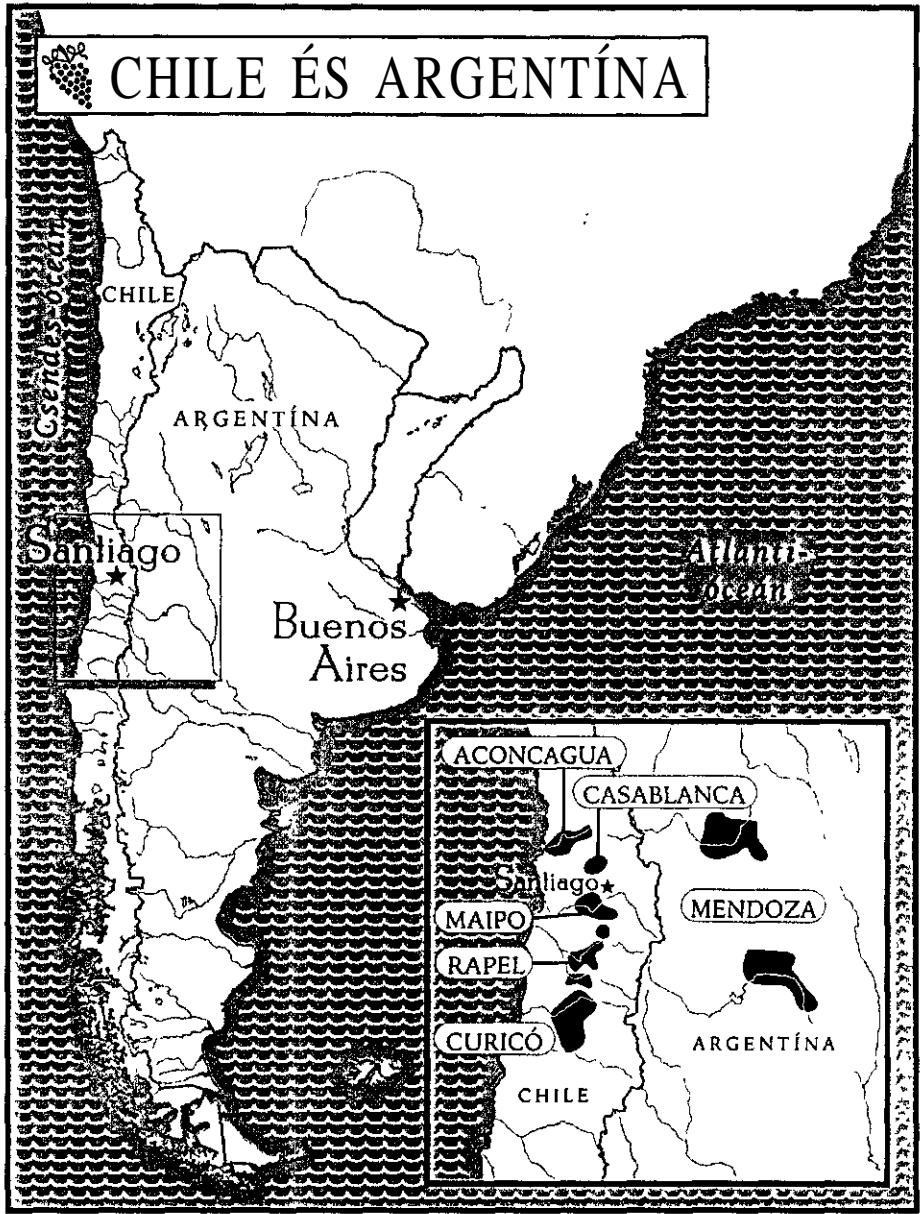 CHILE ÉS ARGENTÍNA
Csendes-óceán
CHILE
ARGENTÍNA
Santiago
Atlanti-
óceán
Buenos
Aires
ACONCAGUA
CASABLANCA
Santiago
MAIPO
MENDOZA
RAPEL
CURICÓ
ARGENTÍNA
CHILE